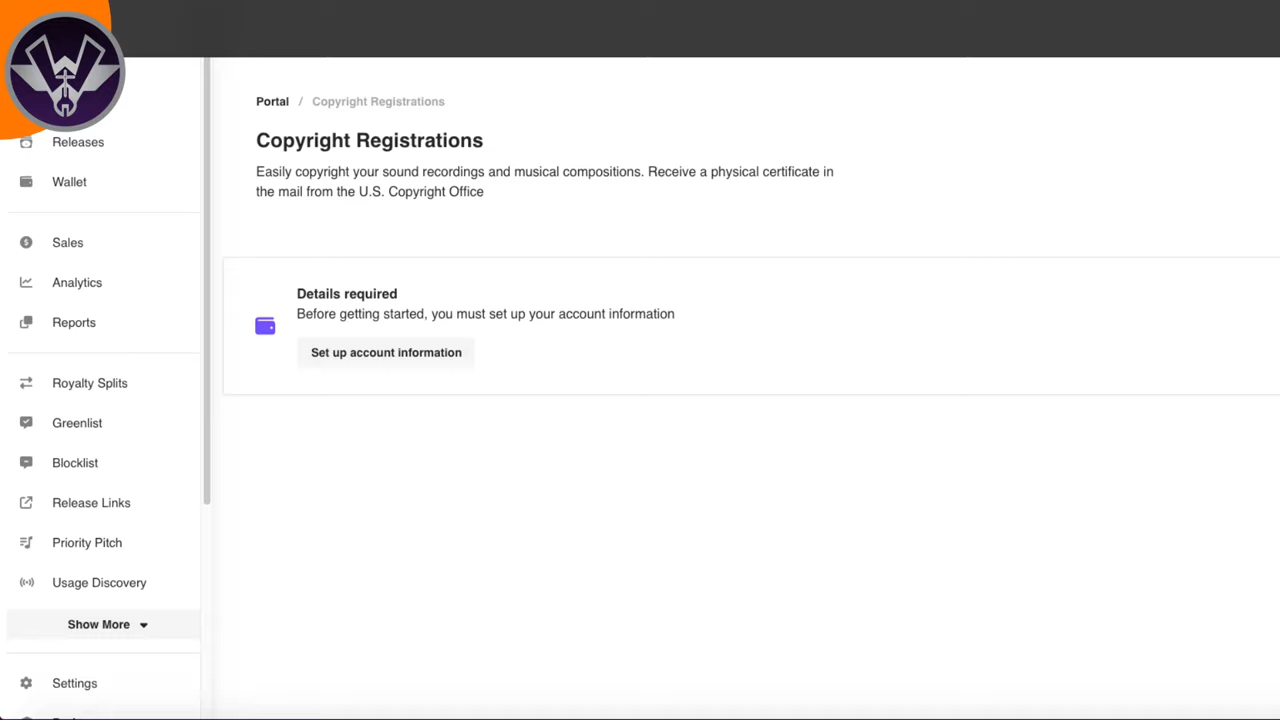 Portal / Copyright Registrations
Copyright Registrations
Easily copyright your sound recordings and musical compositions. Receive a physical certificate in
the mail from the U.S. Copyright Office
Details required
Before getting started, you must set up your account information
Set up account information
Releases
Wallet
Sales
Analytics
Reports
Royalty Splits
Greenlist
Blocklist
Release Links
Priority Pitch
Usage Discovery
Show More
Settings